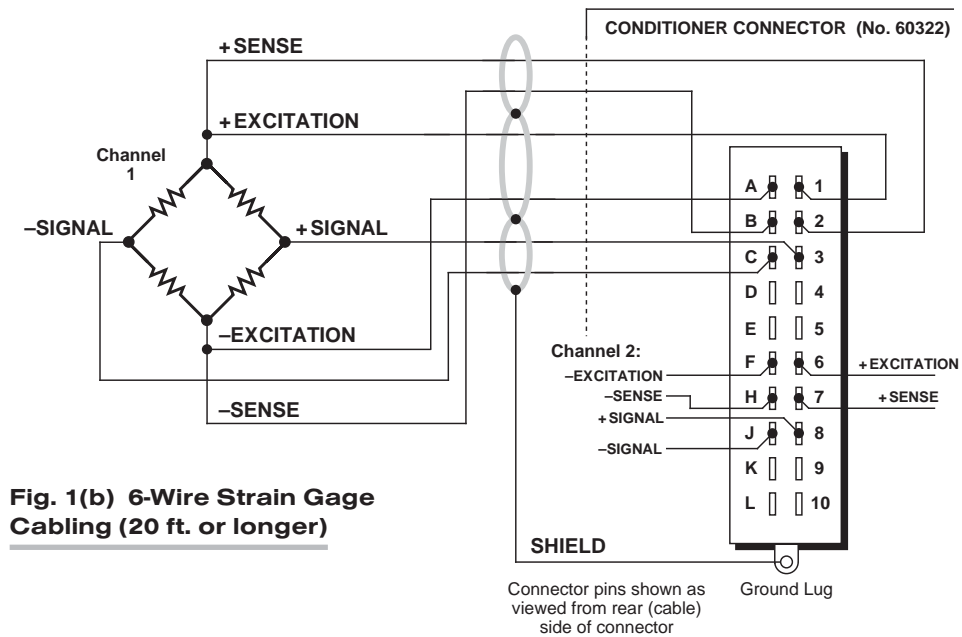 CONDITIONER CONNECTOR (No. 60322)
+SENSE
+EXCITATION
Channel
1
–SIGNAL
+SIGNAL
–EXCITATION
–SENSE
A 1
B 2
C 3
D 4
E 5
F 6
H 7
J 8
K 9
L 10
Channel 2:
–EXCITATION
–SENSE
+SIGNAL
–SIGNAL
+EXCITATION
+SENSE
Fig. 1(b) 6-Wire Strain Gage
Cabling (20 ft. or longer)
SHIELD
Connector pins shown as
viewed from rear (cable)
side of connector
Ground Lug